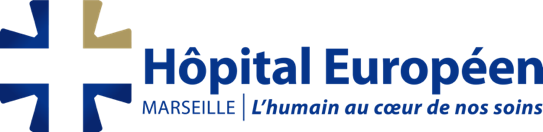 Hôpital Européen
MARSEILLE | L'humain au cœur de nos soins